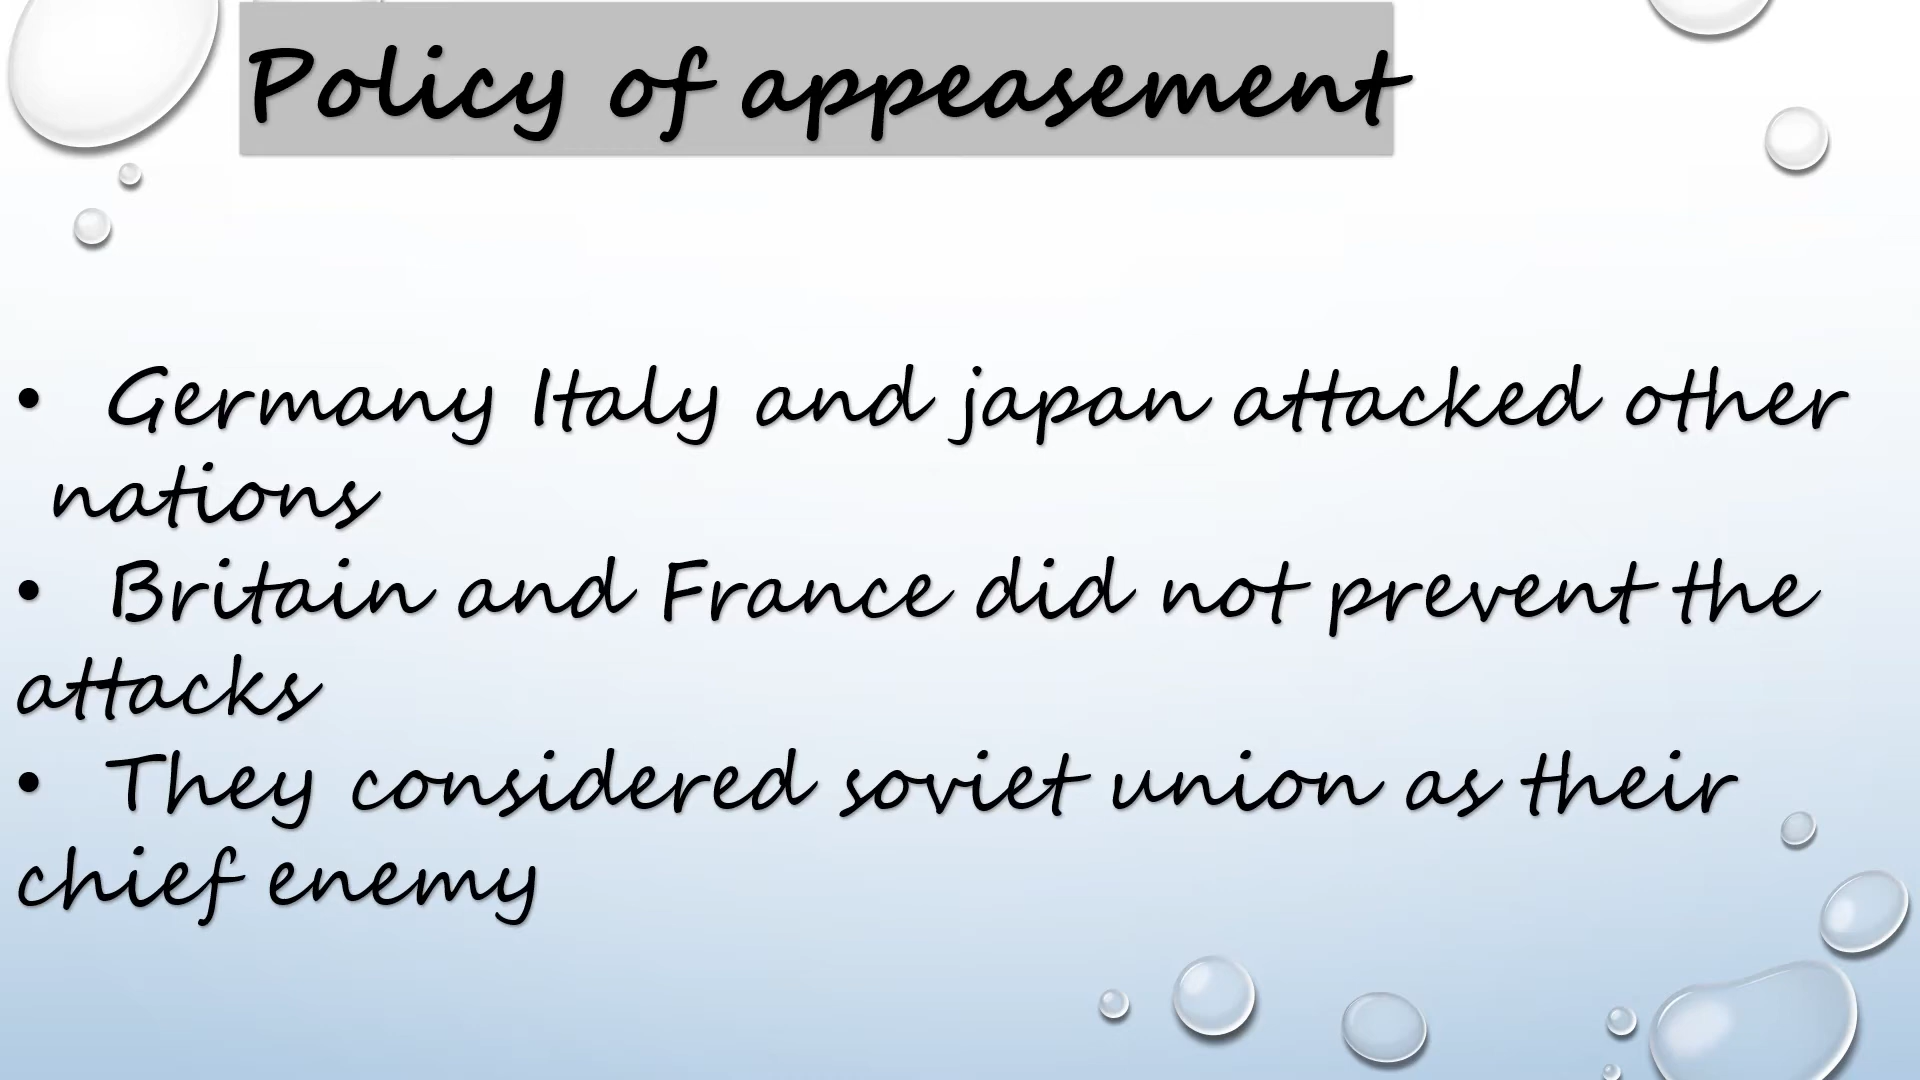 Policy of appeasement
• Germany Italy and japan attacked other
nations
• Britain and France did not prevent the
attacks
• They considered soviet union as their
chief enemy